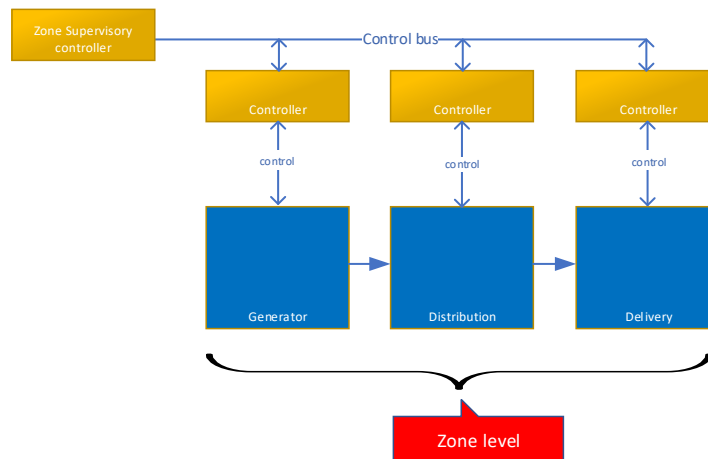 Zone Supervisory
controller
Control bus
Controller
Controller
Controller
control
control
control
Generator
Distribution
Delivery
Zone level